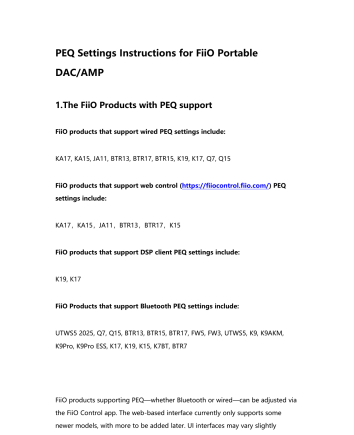 PEQ Settings Instructions for FiiO Portable
DAC/AMP
1.The FiiO Products with PEQ support
FiiO products that support wired PEQ settings include:
KA17, KA15, JA11, BTR13, BTR17, BTR15, K19, K17, Q7, Q15
FiiO products that support web control (https://fiiocontrol.fiio.com/) PEQ
settings include:
KA17, KA15, JA11, BTR13, BTR17, K15
FiiO products that support DSP client PEQ settings include:
K19, K17
FiiO Products that support Bluetooth PEQ settings include:
UTWS5 2025, Q7, Q15, BTR13, BTR15, BTR17, FW5, FW3, UTWS5, K9, K9AKM,
K9Pro, K9Pro ESS, K17, K19, K15, K7BT, BTR7
FiiO products supporting PEQ—whether Bluetooth or wired—can be adjusted via
the FiiO Control app. The web-based interface currently only supports some
newer models, with more to be added later. UI interfaces may vary slightly